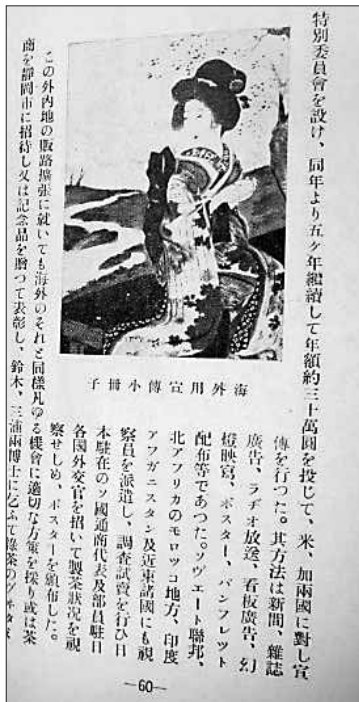 特別委員會を設け、同年より五ケ年繼續して年額約三十萬圓を投じて、米、加兩國に對し宣
傳を行つた。其方法は新聞、雜誌
廣告、ラヂオ放送、看板廣告、幻
燈映寫、ポスター、パンフレット
配布等であつた。ソヴエート聯邦、
北アフリカのモロツコ地方、印度
アフガニスタン及近東諸國にも視
察員を派遣し、調査試賣を行ひ日
本駐在のソ國通商代表及部員駐日
各國外交官を招いて製茶狀況を視
察せしめ、ポスターを頒布した。
海外用宣傳小冊子
この外內地の販路擴張に就いても海外のそれと同樣凡ゆる機會に適切な方策を採り或は茶
商を靜岡市に招待し又は記念品を贈つて表彰し、鈴木、三浦兩博士に乞ふて綠茶のヴイタミ
—60—